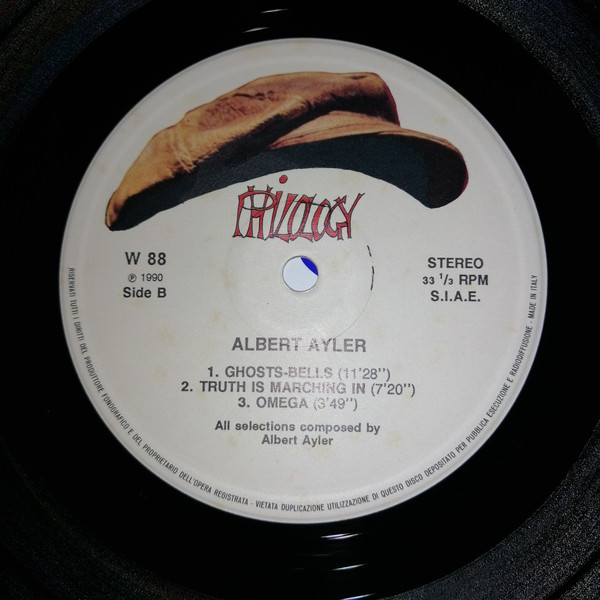 PHILOLOGY
W 88
℗ 1990
Side B
STEREO
33 1/3 RPM
S.I.A.E.
ALBERT AYLER
1. GHOSTS-BELLS (11'28")
2. TRUTH IS MARCHING IN (7'20")
3. OMEGA (3'49")
All selections composed by
Albert Ayler
RISERVATI TUTTI I DIRITTI DEL PRODUTTORE FONOGRAFICO E DEL PROPRIETARIO DELL'OPERA REGISTRATA - VIETATA DUPLICAZIONE UTILIZZAZIONE DI QUESTO DISCO DEPOSITATO PER PUBBLICA ESECUZIONE E RADIODIFFUSIONE - MADE IN ITALY